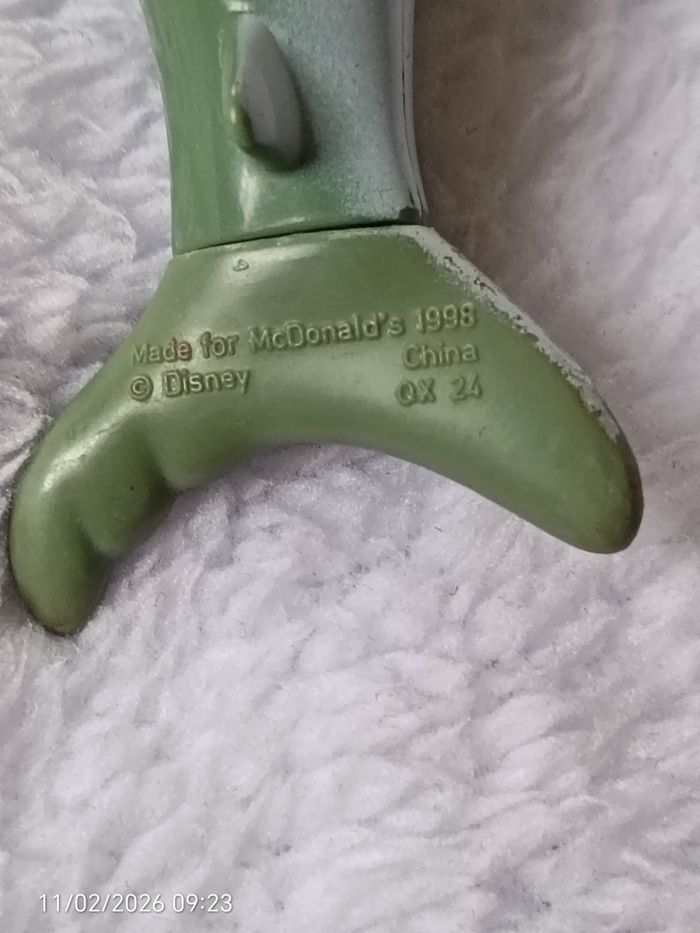 Made for McDonald's 1998
© Disney China
QX 24
11/02/2026 09:23